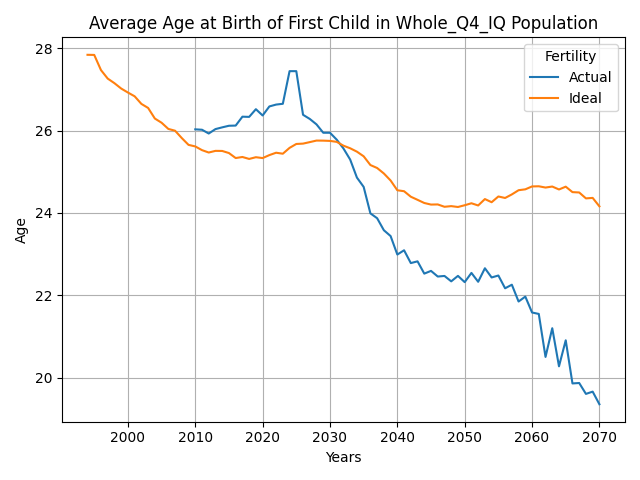 Average Age at Birth of First Child in Whole_Q4_IQ Population
Fertility
Actual
Ideal
Age
28
26
24
22
20
2000
2010
2020
2030
2040
2050
2060
2070
Years